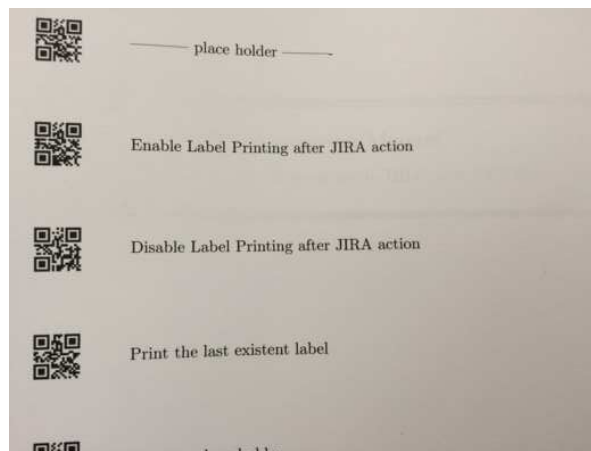 ——— place holder ———
Enable Label Printing after JIRA action
Disable Label Printing after JIRA action
Print the last existent label